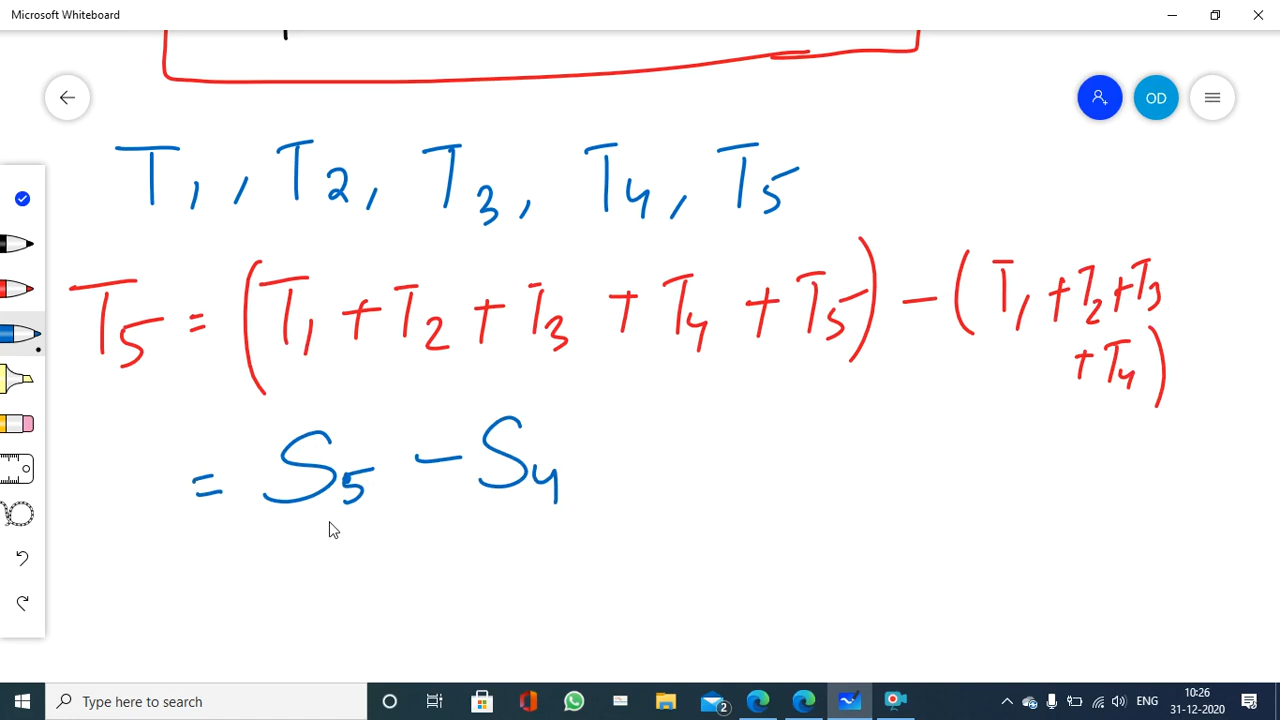 Microsoft Whiteboard
OD
T₁, , T₂, T₃, T₄, T₅
T₅ = (T₁ + T₂ + T₃ + T₄ + T₅) − (T₁ + T₂ + T₃
+ T₄)
= S₅ − S₄
Type here to search
2
ENG
10:26
31-12-2020